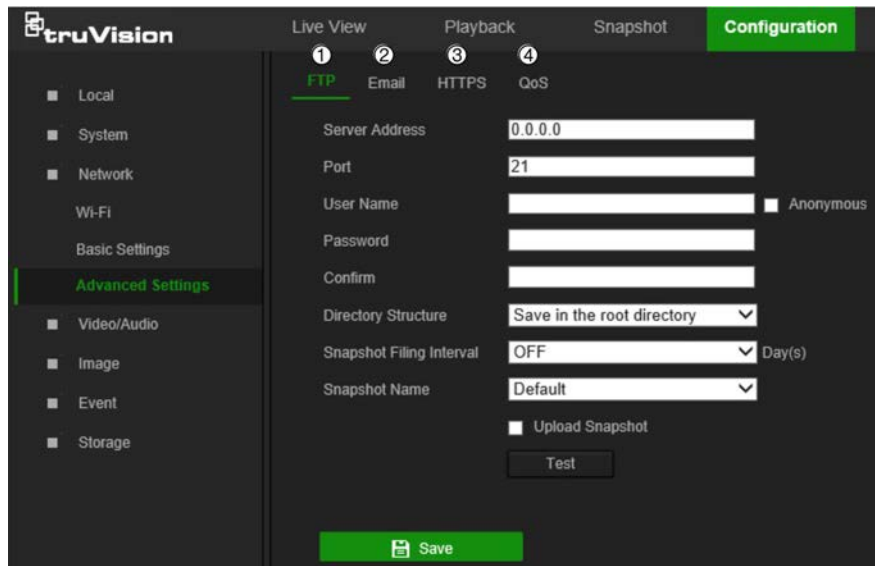 truVision
Live View Playback Snapshot Configuration
① ② ③ ④
FTP Email HTTPS QoS
Local
System
Network
Wi-Fi
Basic Settings
Advanced Settings
Video/Audio
Image
Event
Storage
Server Address 0.0.0.0
Port 21
User Name Anonymous
Password
Confirm
Directory Structure Save in the root directory
Snapshot Filing Interval OFF Day(s)
Snapshot Name Default
Upload Snapshot
Test
Save